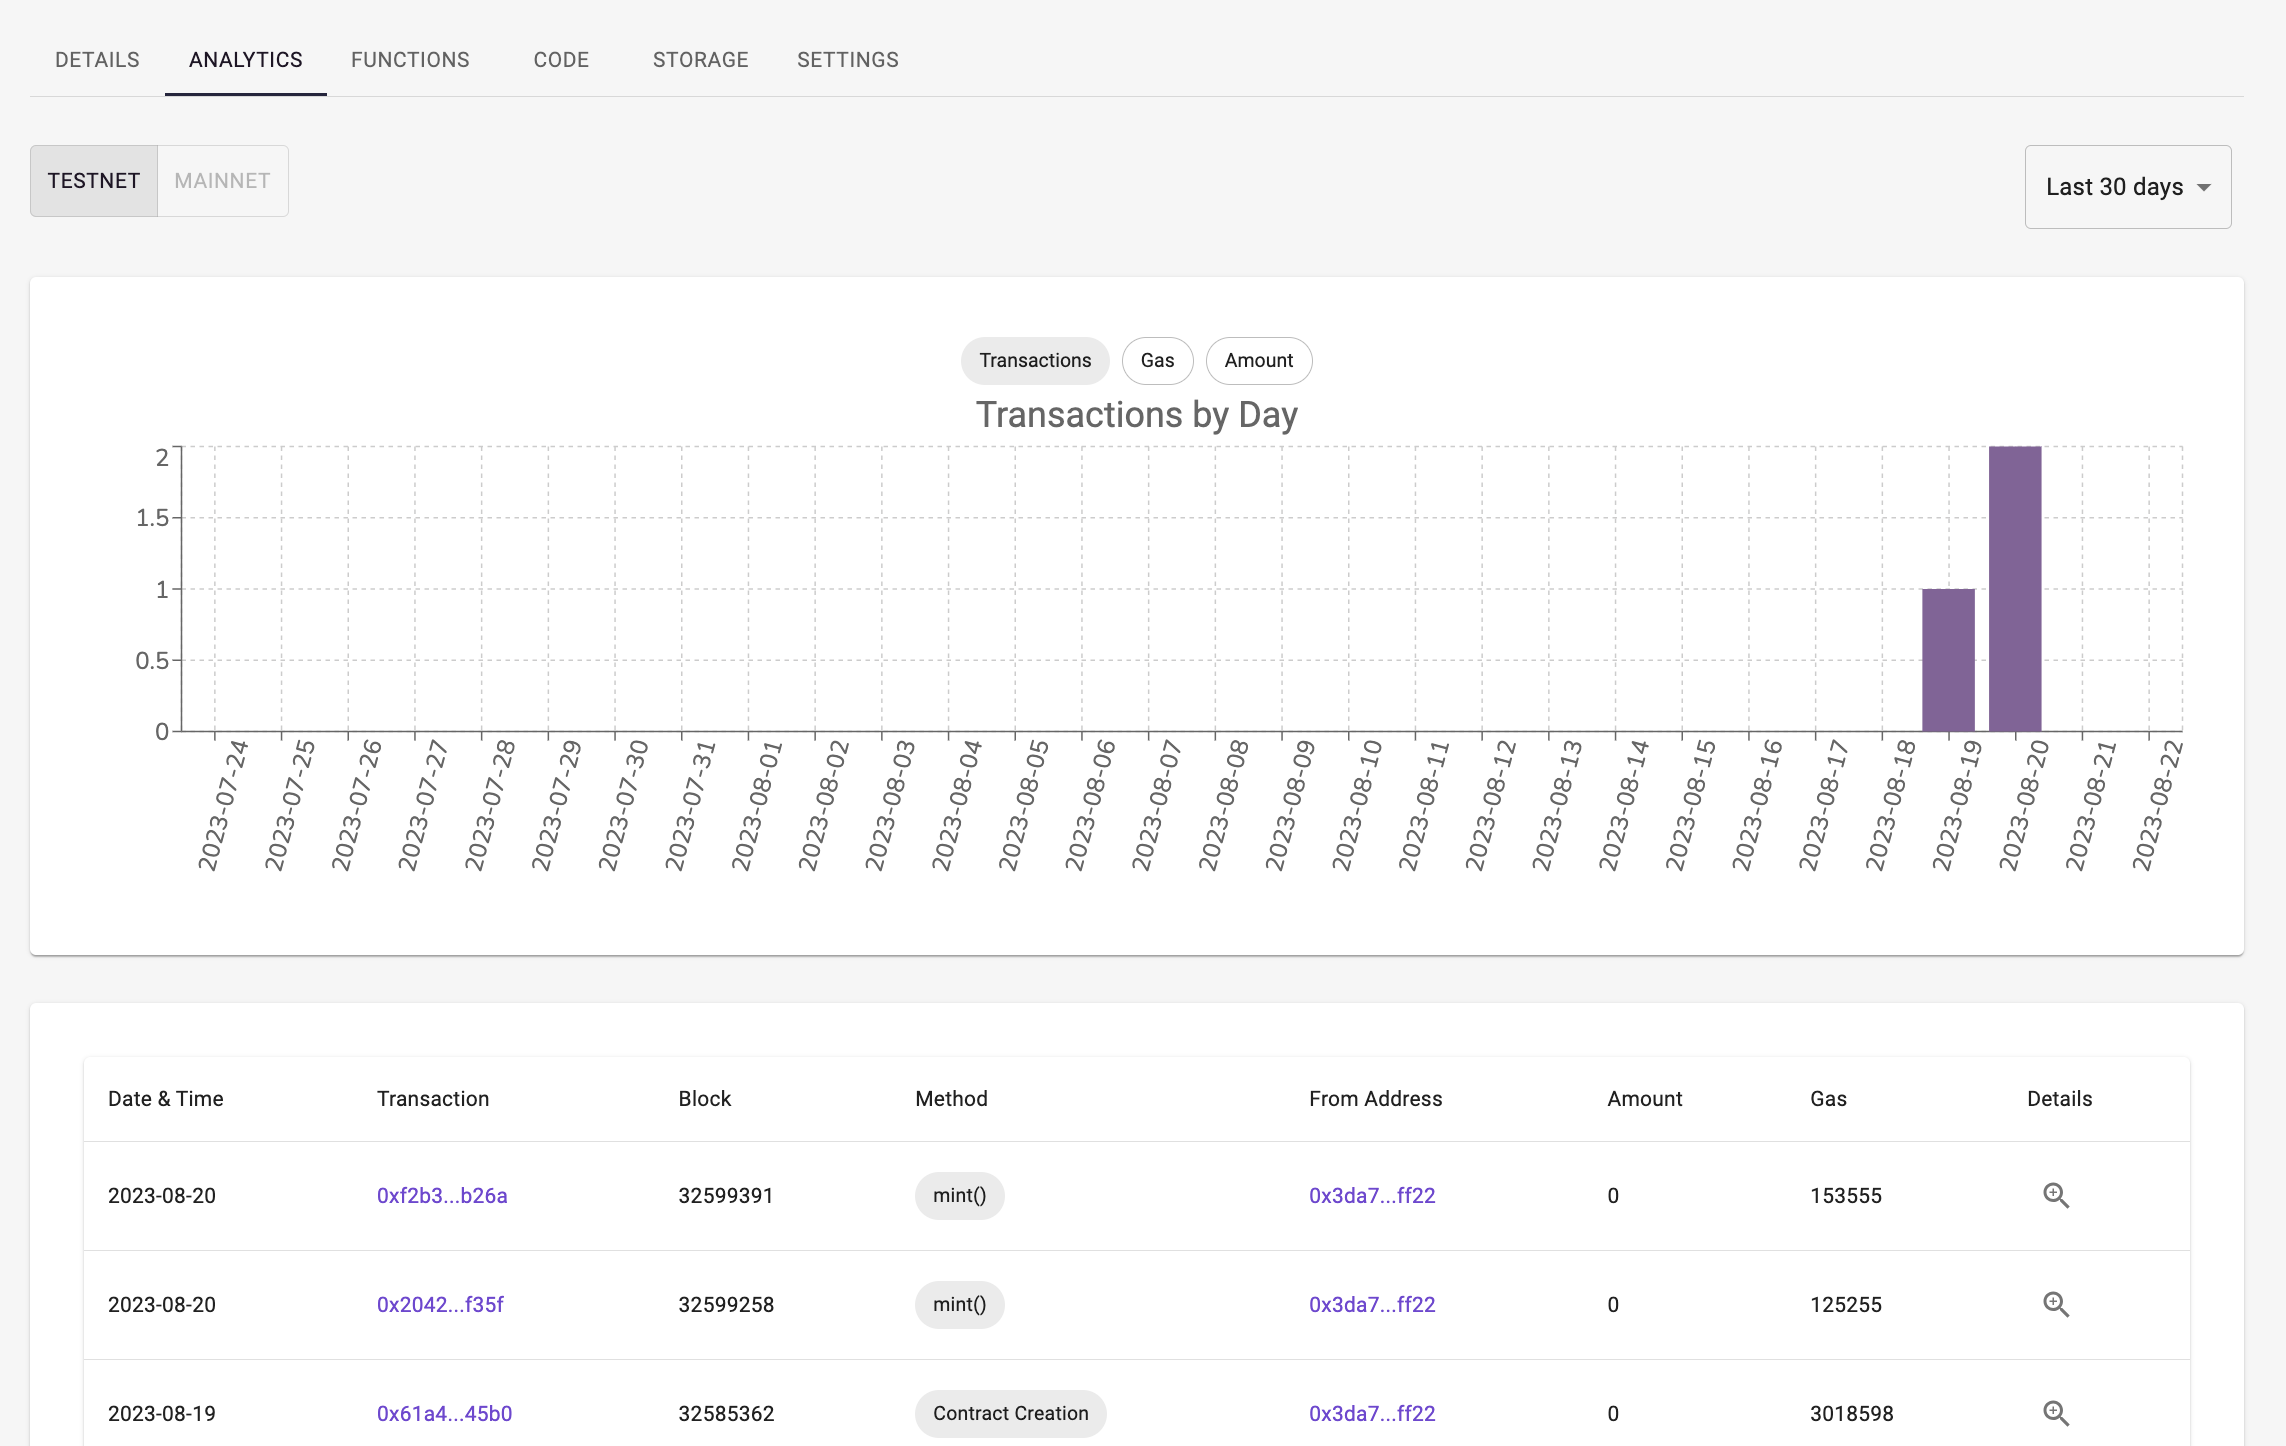 DETAILS ANALYTICS FUNCTIONS CODE STORAGE SETTINGS
TESTNET MAINNET
Last 30 days
Transactions Gas Amount
Transactions by Day
2
1.5
1
0.5
0
2023-07-24 2023-07-25 2023-07-26 2023-07-27 2023-07-28 2023-07-29 2023-07-30 2023-07-31 2023-08-01 2023-08-02 2023-08-03 2023-08-04 2023-08-05 2023-08-06 2023-08-07 2023-08-08 2023-08-09 2023-08-10 2023-08-11 2023-08-12 2023-08-13 2023-08-14 2023-08-15 2023-08-16 2023-08-17 2023-08-18 2023-08-19 2023-08-20 2023-08-21 2023-08-22
Date & Time Transaction Block Method From Address Amount Gas Details
2023-08-20 0xf2b3...b26a 32599391 mint() 0x3da7...ff22 0 153555
2023-08-20 0x2042...f35f 32599258 mint() 0x3da7...ff22 0 125255
2023-08-19 0x61a4...45b0 32585362 Contract Creation 0x3da7...ff22 0 3018598